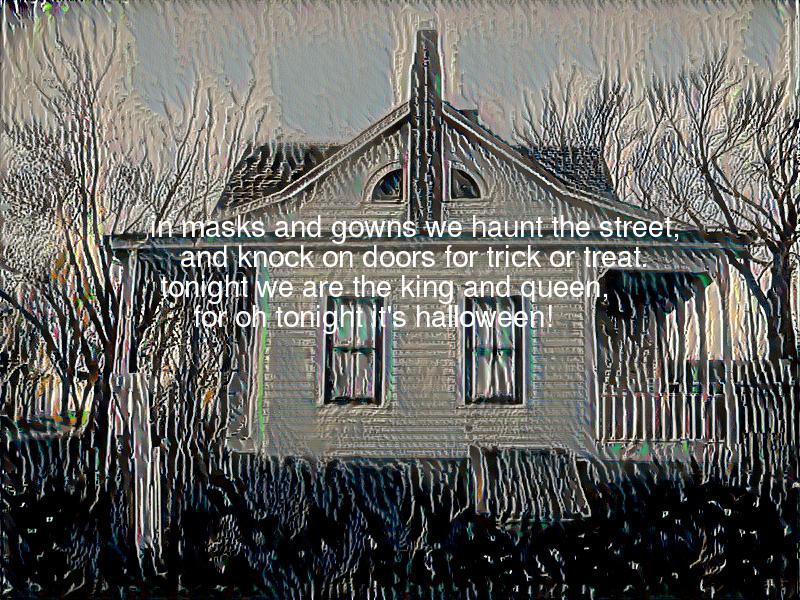 in masks and gowns we haunt the street,
and knock on doors for trick or treat.
tonight we are the king and queen,
for oh tonight it's halloween!